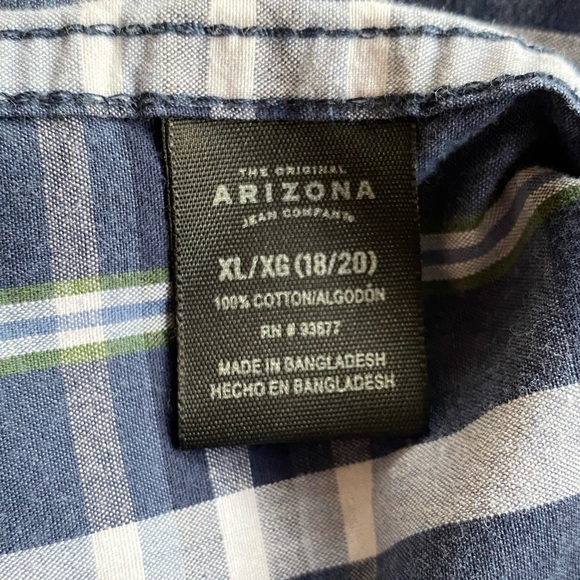 THE ORIGINAL
ARIZONA
JEAN COMPANY
XL/XG (18/20)
100% COTTON/ALGODÓN
RN # 93677
MADE IN BANGLADESH
HECHO EN BANGLADESH